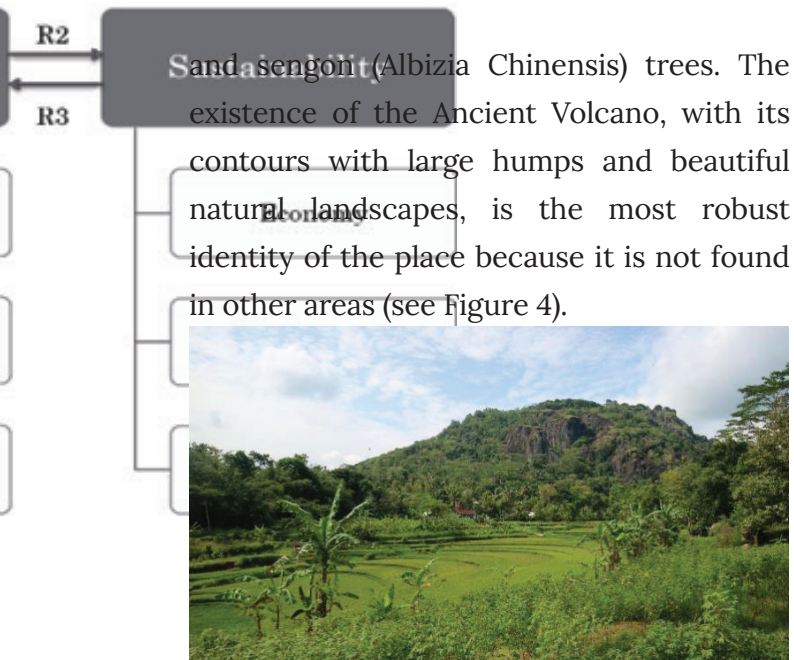 R2
R3
Sustainability
Economy
and sengon (Albizia Chinensis) trees. The
existence of the Ancient Volcano, with its
contours with large humps and beautiful
natural landscapes, is the most robust
identity of the place because it is not found
in other areas (see Figure 4).